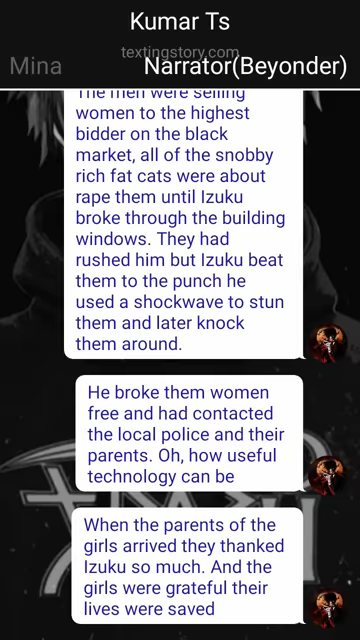 Kumar Ts
textingstory.com
Mina
Narrator(Beyonder)
The men were selling
women to the highest
bidder on the black
market, all of the snobby
rich fat cats were about
rape them until Izuku
broke through the building
windows. They had
rushed him but Izuku beat
them to the punch he
used a shockwave to stun
them and later knock
them around.
He broke them women
free and had contacted
the local police and their
parents. Oh, how useful
technology can be
When the parents of the
girls arrived they thanked
Izuku so much. And the
girls were grateful their
lives were saved